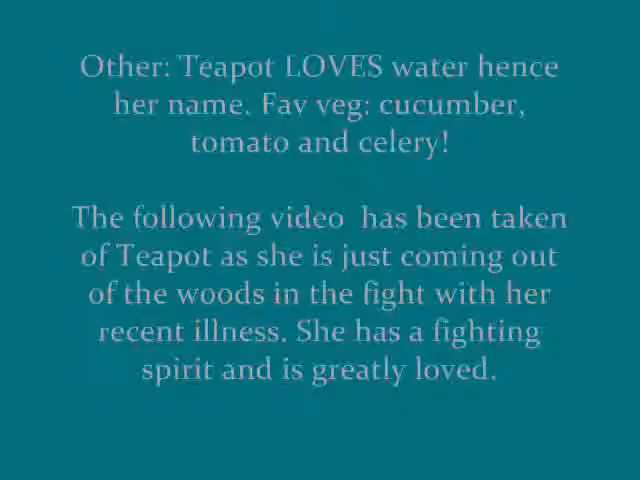 Other: Teapot LOVES water hence
her name. Fav veg: cucumber,
tomato and celery!
The following video has been taken
of Teapot as she is just coming out
of the woods in the fight with her
recent illness. She has a fighting
spirit and is greatly loved.